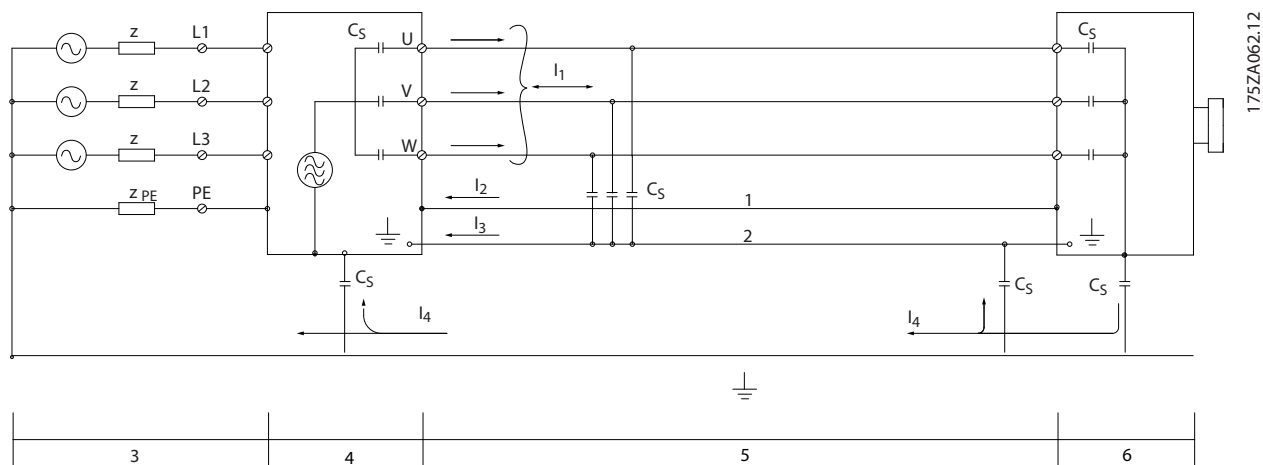 z L1
z L2
z L3
z PE PE
CS U
V
W
I1
I2
I3
CS
1
2
CS
CS
CS
CS
I4
I4
175ZA062.12
3 4 5 6